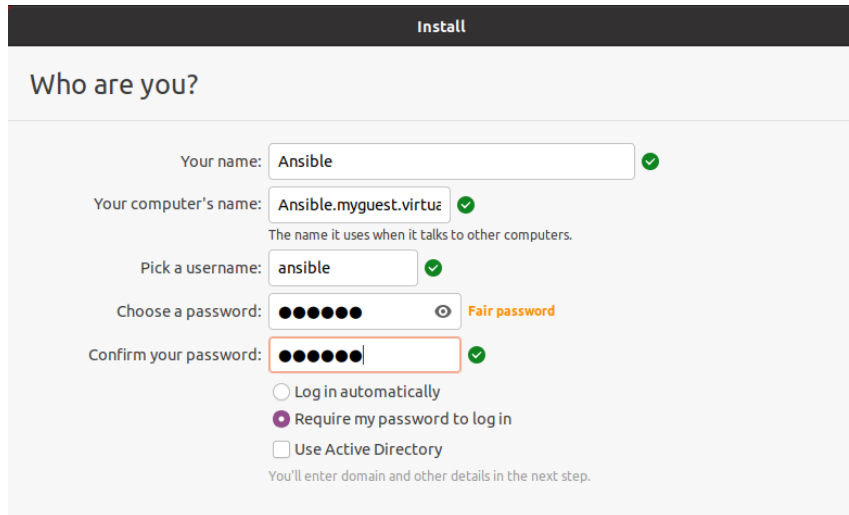 Install
Who are you?
Your name: Ansible
Your computer's name: Ansible.myguest.virtua
The name it uses when it talks to other computers.
Pick a username: ansible
Choose a password: ●●●●●● Fair password
Confirm your password: ●●●●●●
Log in automatically
Require my password to log in
Use Active Directory
You'll enter domain and other details in the next step.